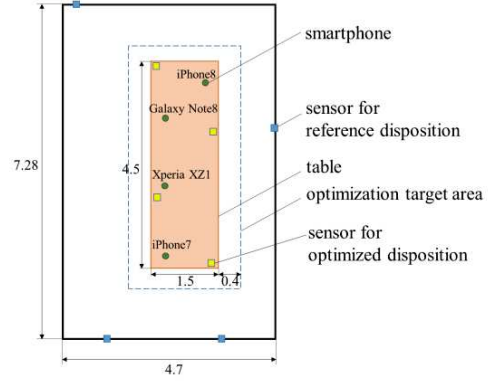 smartphone
iPhone8
Galaxy Note8
sensor for
reference disposition
7.28
4.5
Xperia XZ1
table
optimization target area
iPhone7
sensor for
optimized disposition
1.5
0.4
4.7